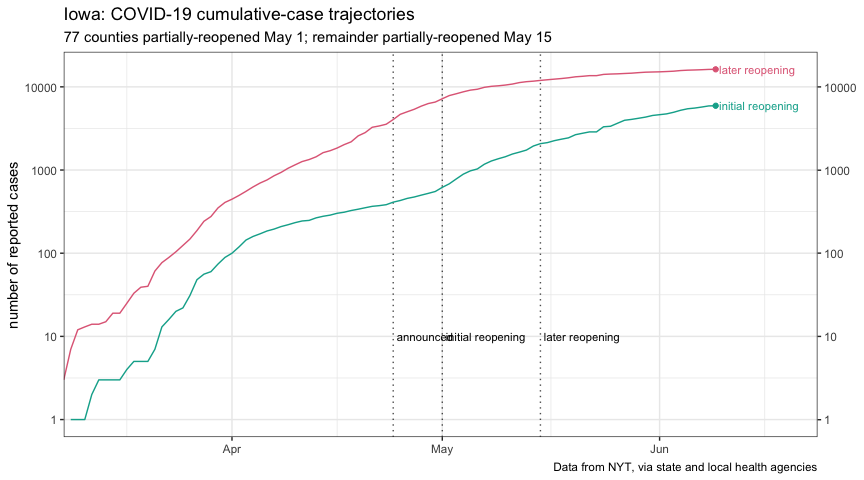 Iowa: COVID-19 cumulative-case trajectories
77 counties partially-reopened May 1; remainder partially-reopened May 15
number of reported cases
10000
1000
100
10
1
later reopening
initial reopening
announced
initial reopening
later reopening
10000
1000
100
10
1
Apr
May
Jun
Data from NYT, via state and local health agencies